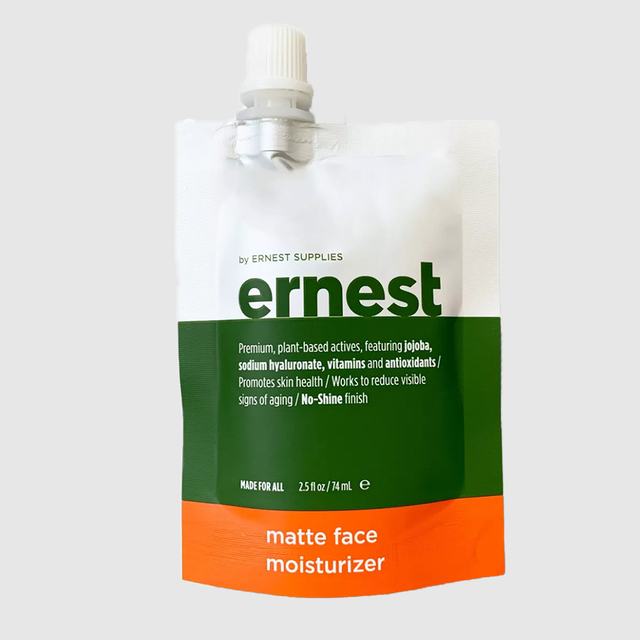 by ERNEST SUPPLIES
ernest
Premium, plant-based actives, featuring jojoba,
sodium hyaluronate, vitamins and antioxidants /
Promotes skin health / Works to reduce visible
signs of aging / No-Shine finish
MADE FOR ALL 2.5 fl oz / 74 mL ℮
matte face
moisturizer